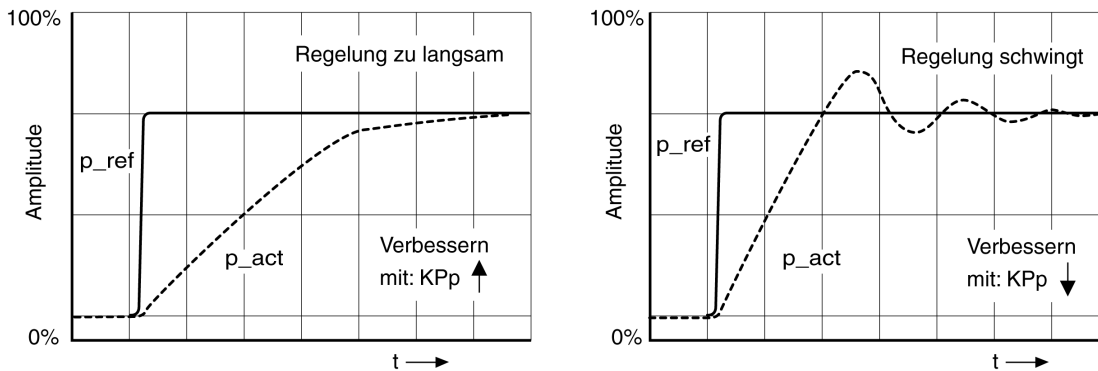 100%
Regelung zu langsam
p_ref
Amplitude
p_act
Verbessern
mit: KPp
0%
t
100%
Regelung schwingt
p_ref
Amplitude
p_act
Verbessern
mit: KPp
0%
t